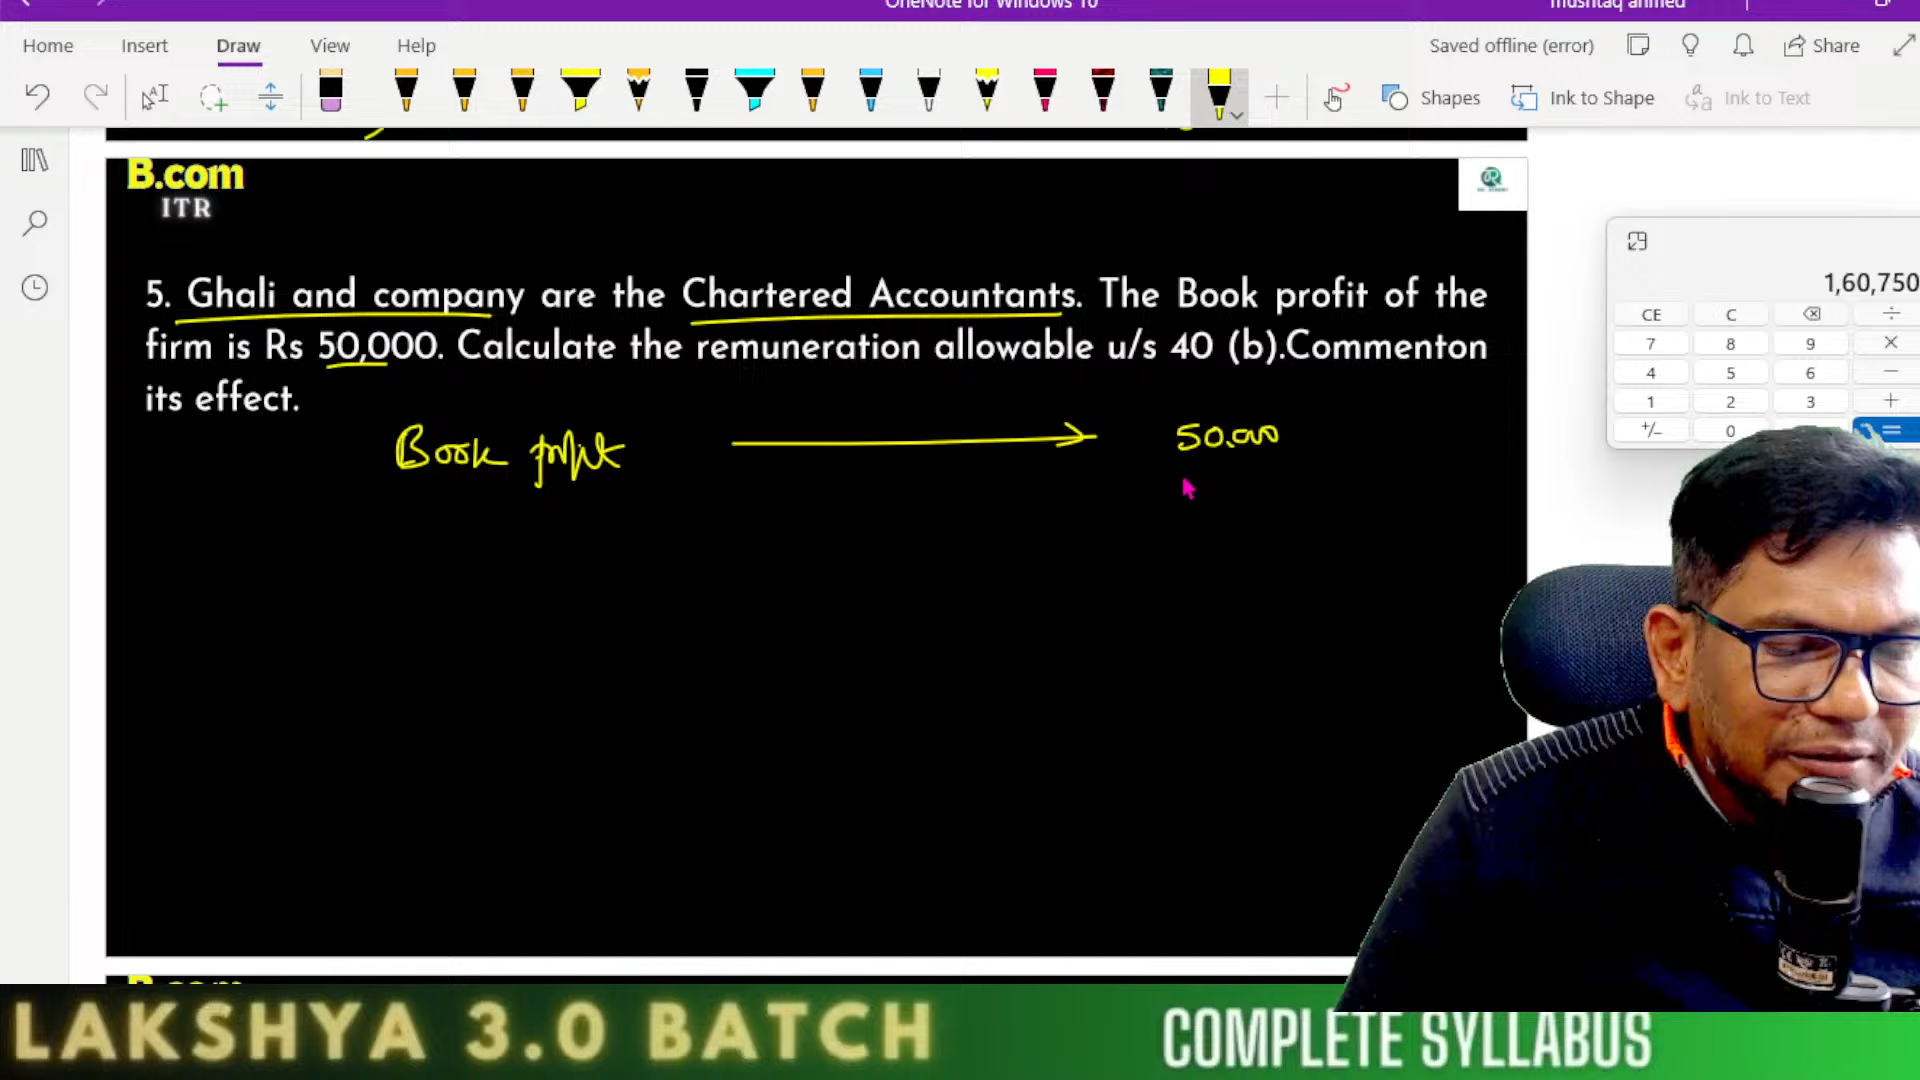 OneNote for Windows 10
mushtaq ahmed
Home Insert Draw View Help
Saved offline (error) Share
Shapes Ink to Shape Ink to Text
B.com
ITR
5. Ghali and company are the Chartered Accountants. The Book profit of the
firm is Rs 50,000. Calculate the remuneration allowable u/s 40 (b).Commenton
its effect.
Book profit 50,000
1,60,750
CE C ÷
7 8 9 ×
4 5 6 −
1 2 3 +
+/− 0 =
B.com
LAKSHYA 3.0 BATCH
COMPLETE SYLLABUS